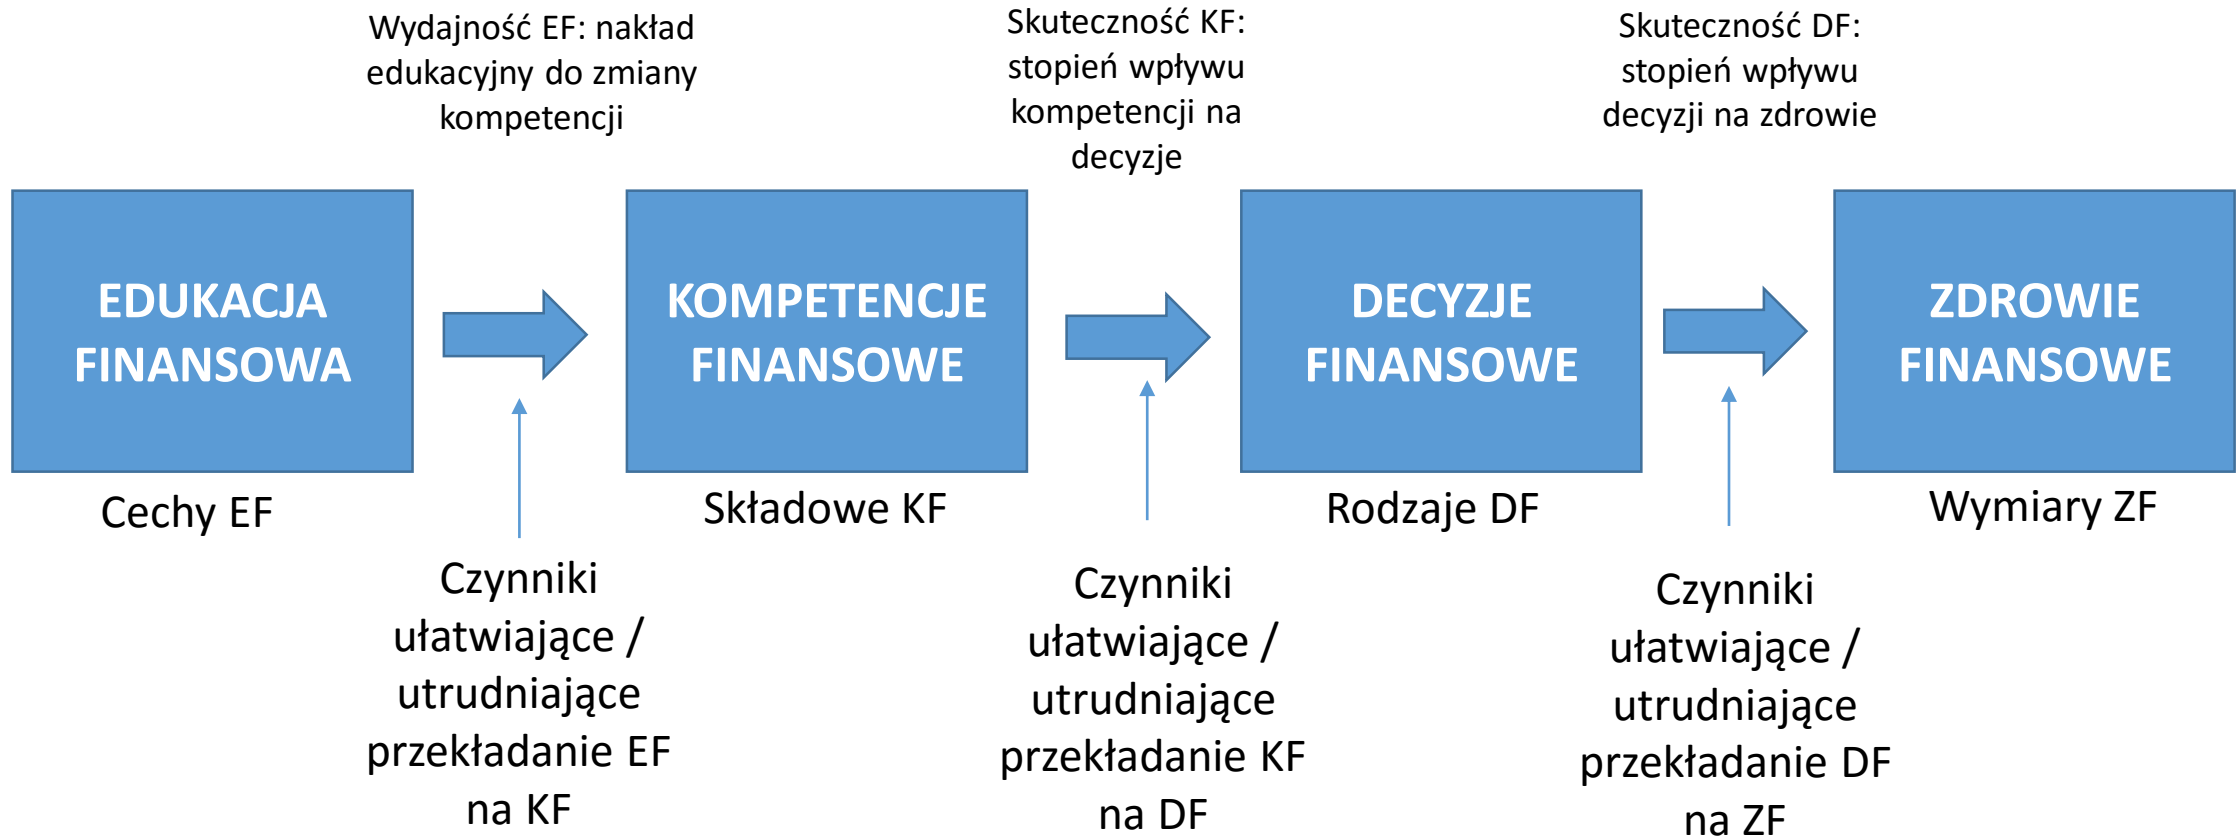 Wydajność EF: nakład
edukacyjny do zmiany
kompetencji
Skuteczność KF:
stopień wpływu
kompetencji na
decyzje
Skuteczność DF:
stopień wpływu
decyzji na zdrowie
EDUKACJA
FINANSOWA
KOMPETENCJE
FINANSOWE
DECYZJE
FINANSOWE
ZDROWIE
FINANSOWE
Cechy EF
Składowe KF
Rodzaje DF
Wymiary ZF
Czynniki
ułatwiające /
utrudniające
przekładanie EF
na KF
Czynniki
ułatwiające /
utrudniające
przekładanie KF
na DF
Czynniki
ułatwiające /
utrudniające
przekładanie DF
na ZF